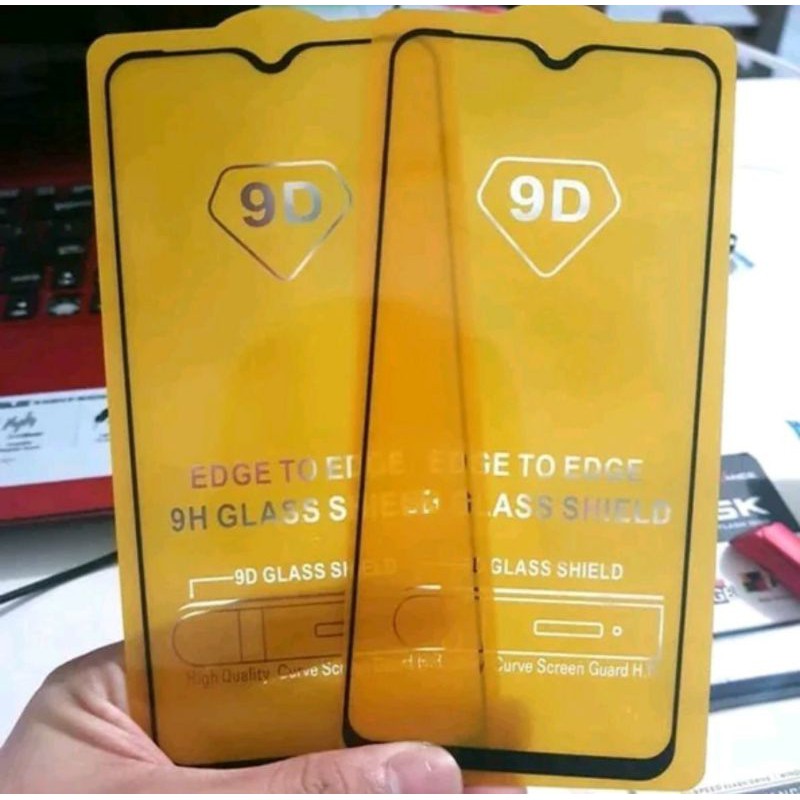 9D
EDGE TO EDGE
9H GLASS SHIELD
9D GLASS SHIELD
High Quality Curve Screen Guard H.
9D
EDGE TO EDGE
GLASS SHIELD
GLASS SHIELD
Curve Screen Guard H.
SK